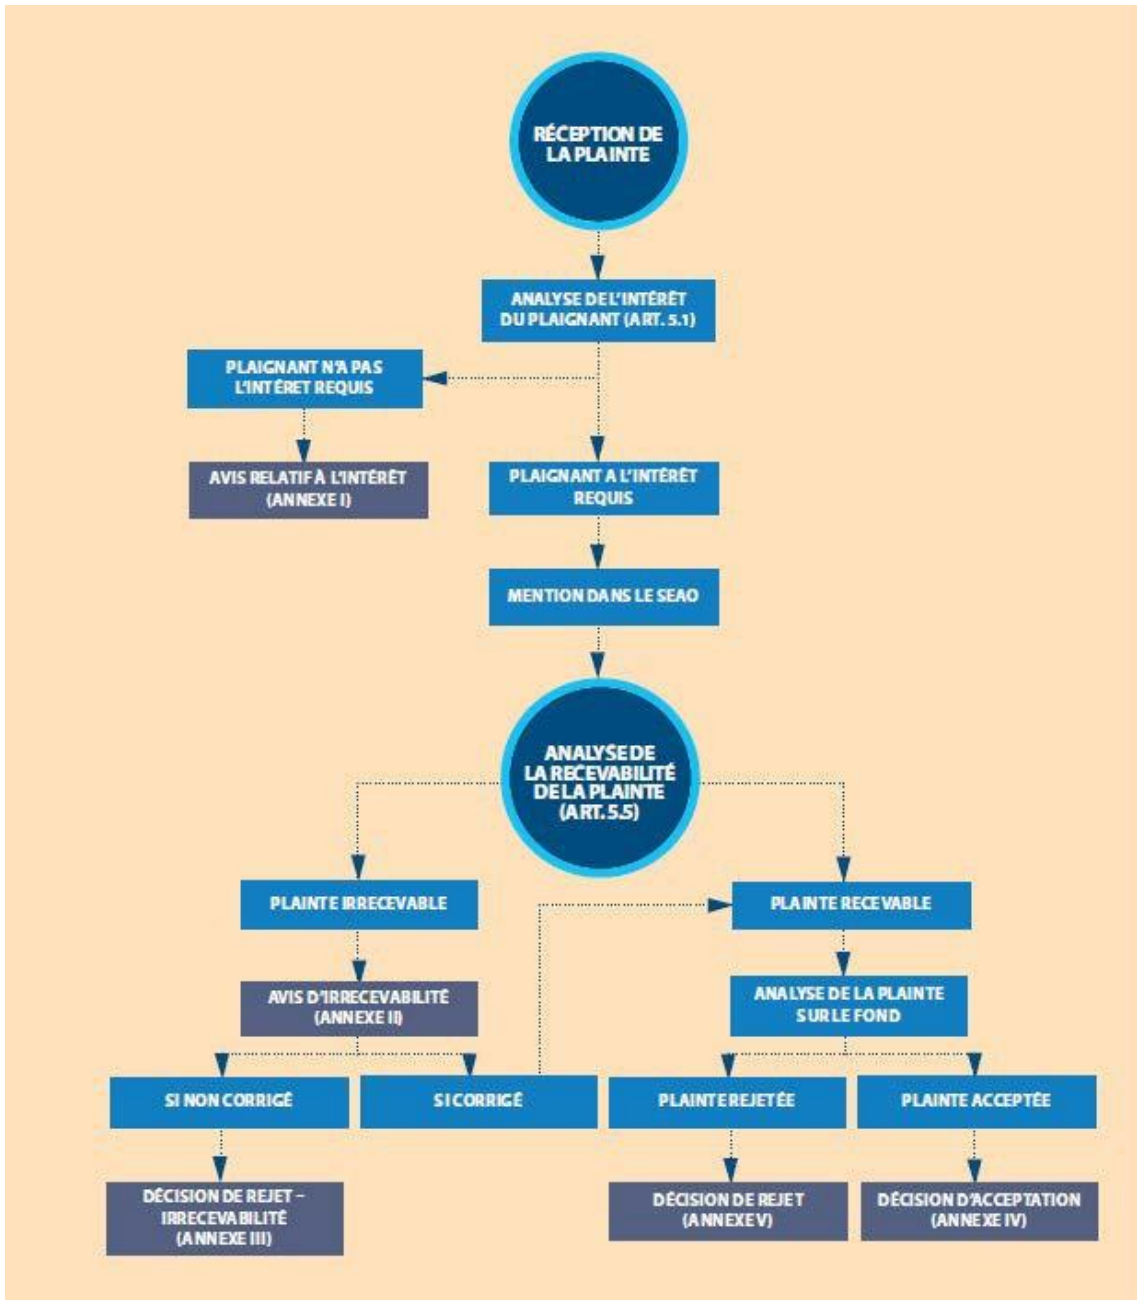 RÉCEPTION DE
LA PLAINTE
ANALYSE DE L'INTÉRÊT
DU PLAIGNANT (ART. 5.1)
PLAIGNANT N'A PAS
L'INTÉRET REQUIS
AVIS RELATIF À L'INTÉRÊT
(ANNEXE I)
PLAIGNANT A L'INTÉRÊT
REQUIS
MENTION DANS LE SEAO
ANALYSE DE
LA RECEVABILITÉ
DE LA PLAINTE
(ART. 5.5)
PLAINTE IRRECEVABLE
PLAINTE RECEVABLE
AVIS D'IRRECEVABILITÉ
(ANNEXE II)
ANALYSE DE LA PLAINTE
SUR LE FOND
SI NON CORRIGÉ
SI CORRIGÉ
PLAINTE REJETÉE
PLAINTE ACCEPTÉE
DÉCISION DE REJET –
IRRECEVABILITÉ
(ANNEXE III)
DÉCISION DE REJET
(ANNEXE V)
DÉCISION D'ACCEPTATION
(ANNEXE IV)